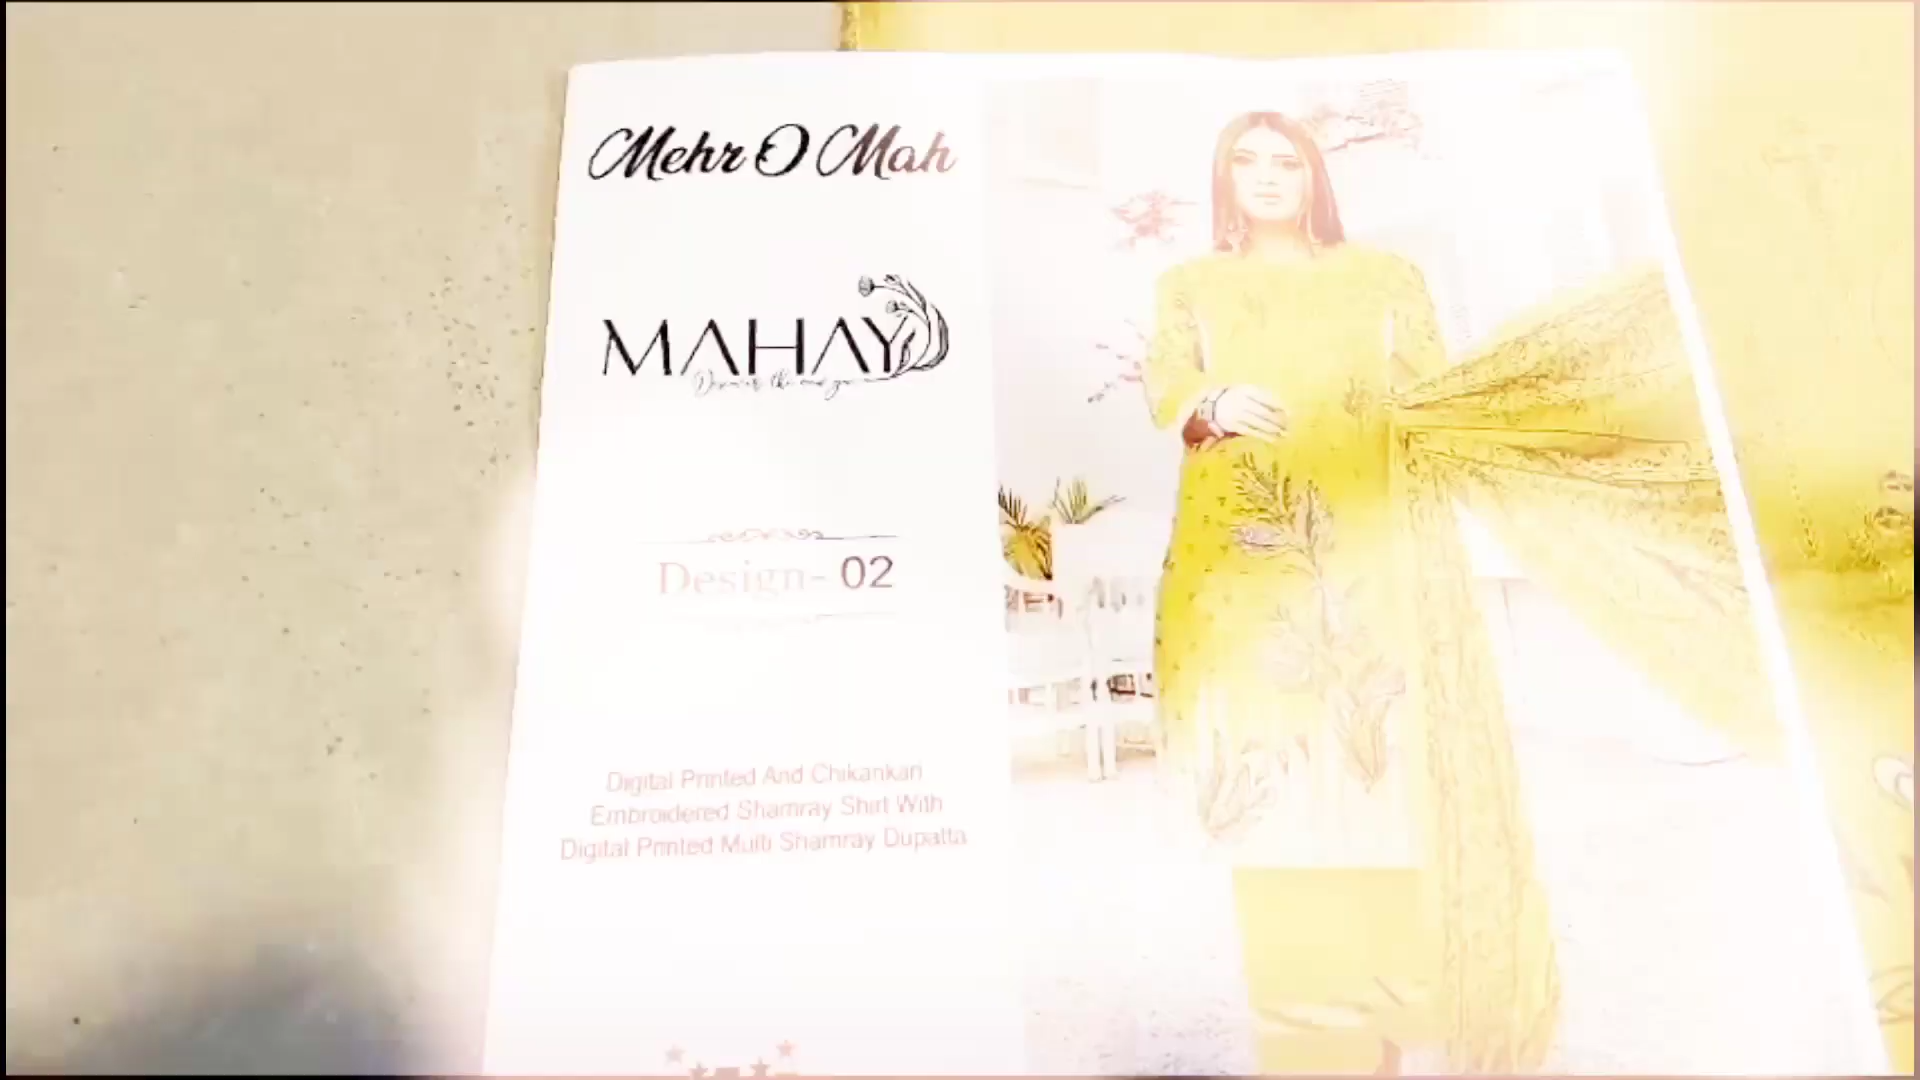 Mehr O Mah
MAHAY
Design- 02
Digital Printed And Chikankari
Embroidered Shamray Shirt With
Digital Printed Multi Shamray Dupatta